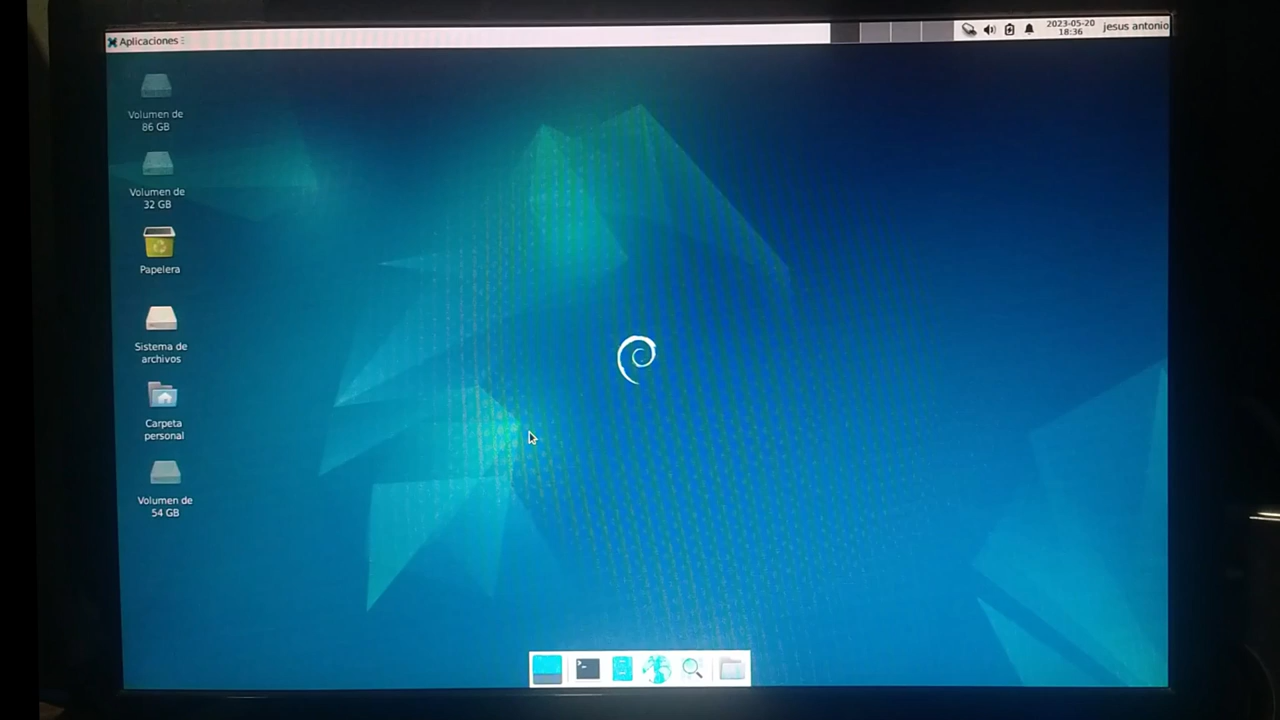 Aplicaciones
2023-05-20
18:36
jesus antonio
Volumen de
86 GB
Volumen de
32 GB
Papelera
Sistema de
archivos
Carpeta
personal
Volumen de
54 GB